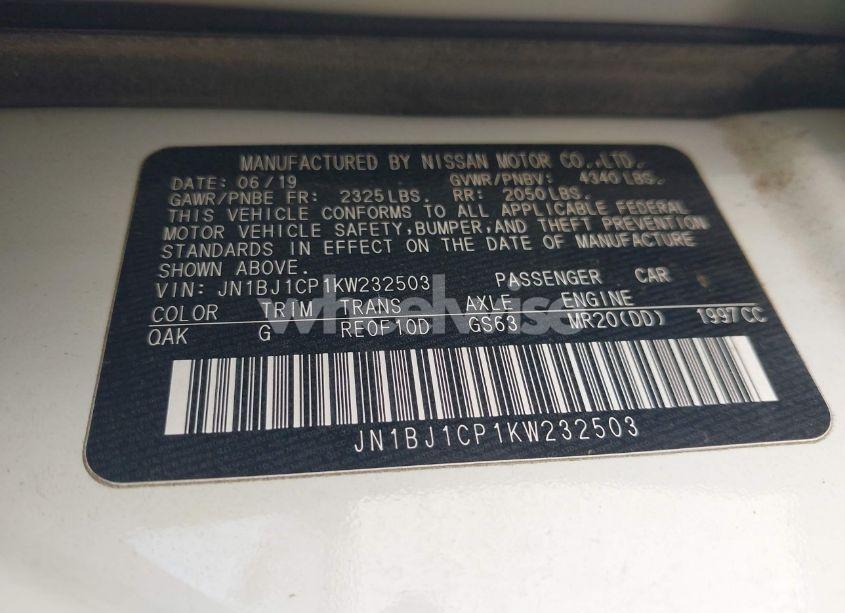 MANUFACTURED BY NISSAN MOTOR CO.,LTD.
DATE: 06/19 GVWR/PNBV: 4340 LBS.
GAWR/PNBE FR: 2325 LBS. RR: 2050 LBS.
THIS VEHICLE CONFORMS TO ALL APPLICABLE FEDERAL
MOTOR VEHICLE SAFETY, BUMPER, AND THEFT PREVENTION
STANDARDS IN EFFECT ON THE DATE OF MANUFACTURE
SHOWN ABOVE.
VIN: JN1BJ1CP1KW232503 PASSENGER CAR
COLOR TRIM TRANS AXLE ENGINE
QAK G RE0F10D GS63 MR20(DD) 1997 CC
wheelwise
JN1BJ1CP1KW232503